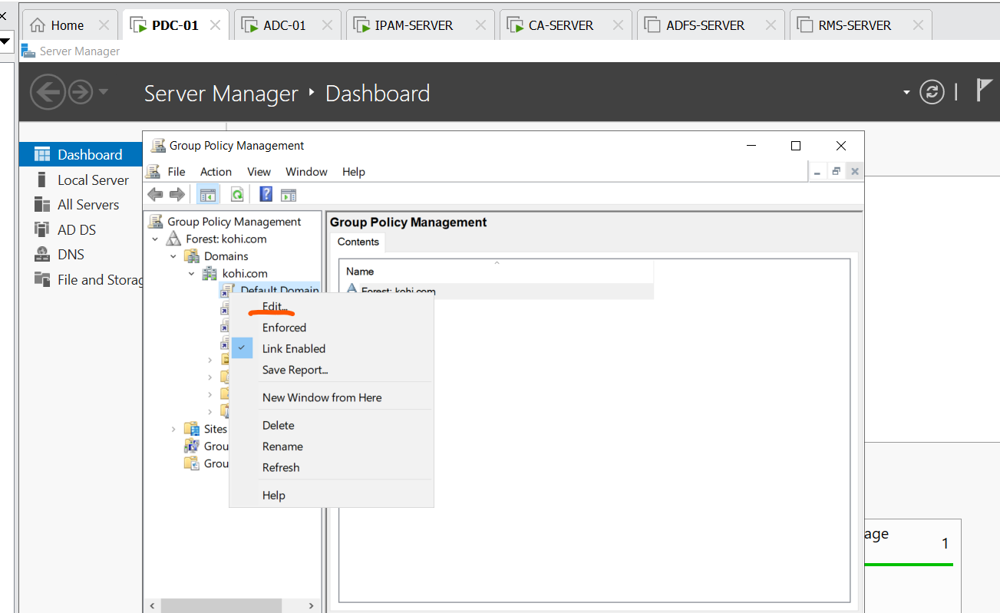 Home
PDC-01
ADC-01
IPAM-SERVER
CA-SERVER
ADFS-SERVER
RMS-SERVER
Server Manager
Server Manager Dashboard
Dashboard
Local Server
All Servers
AD DS
DNS
File and Storag
Group Policy Management
File Action View Window Help
Group Policy Management
Forest: kohi.com
Domains
kohi.com
Default Domain
Sites
Grou
Grou
Edit...
Enforced
Link Enabled
Save Report...
New Window from Here
Delete
Rename
Refresh
Help
Group Policy Management
Contents
Name
Forest: kohi.com
age
1